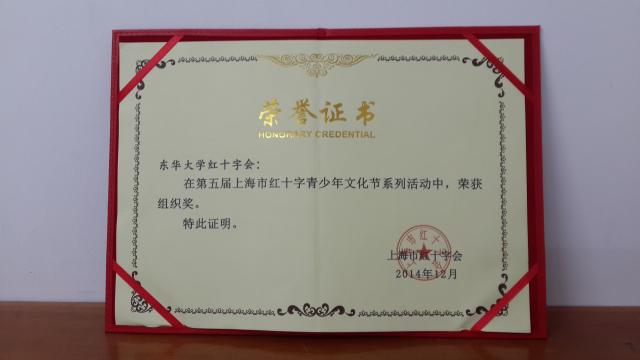 荣誉证书
HONORARY CREDENTIAL
东华大学红十字会：
在第五届上海市红十字青少年文化节系列活动中，荣获
组织奖。
特此证明。
上海市红十字会
2014年12月